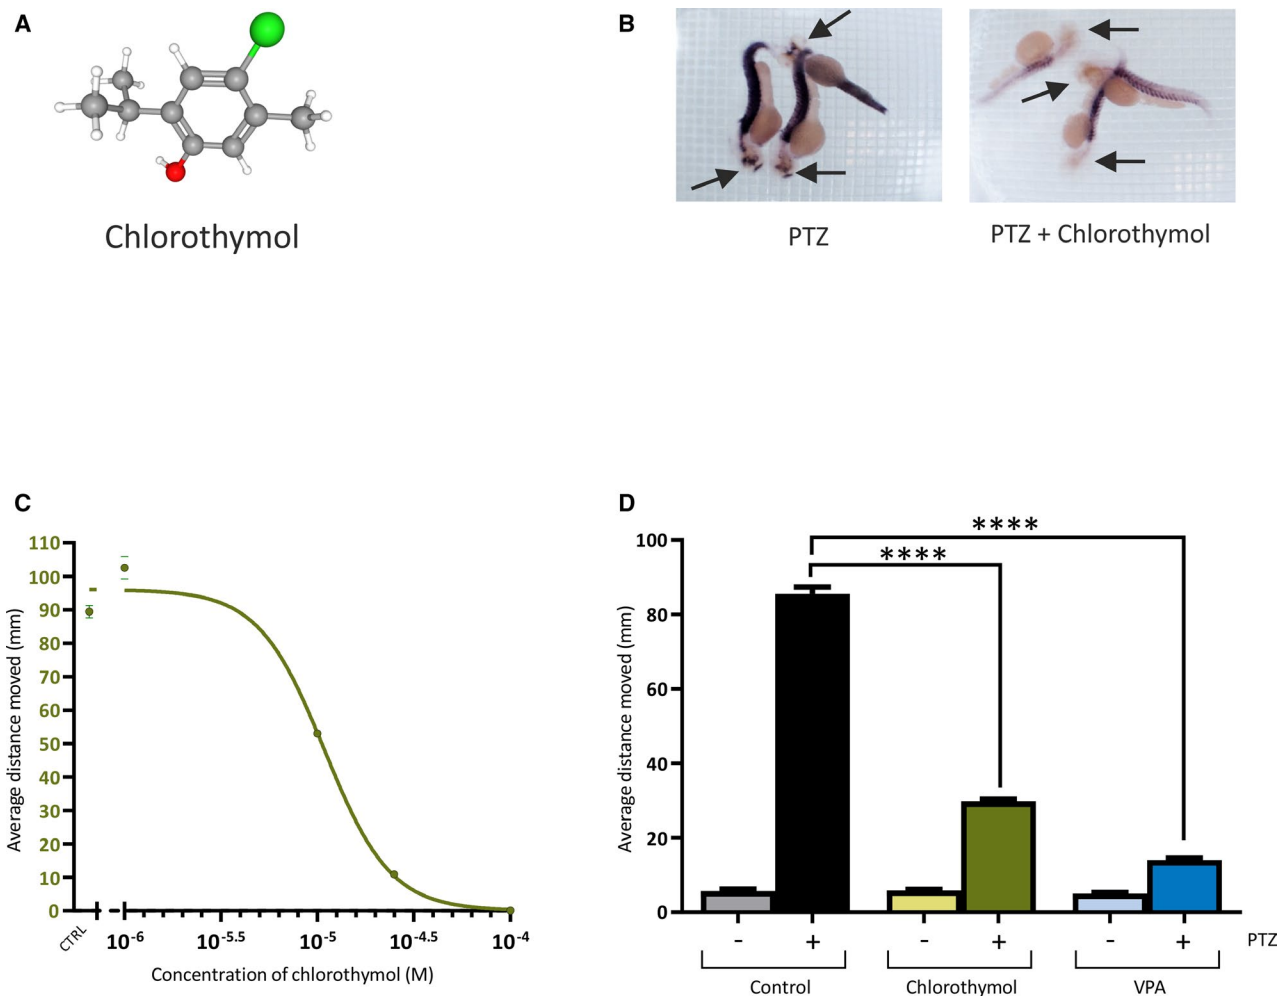 A
Chlorothymol
B
PTZ
PTZ + Chlorothymol
C
Average distance moved (mm)
110
100
90
80
70
60
50
40
30
20
10
0
CTRL
10-6
10-5.5
10-5
10-4.5
10-4
Concentration of chlorothymol (M)
D
Average distance moved (mm)
100
80
60
40
20
0
****
****
- + - + - + PTZ
Control Chlorothymol VPA